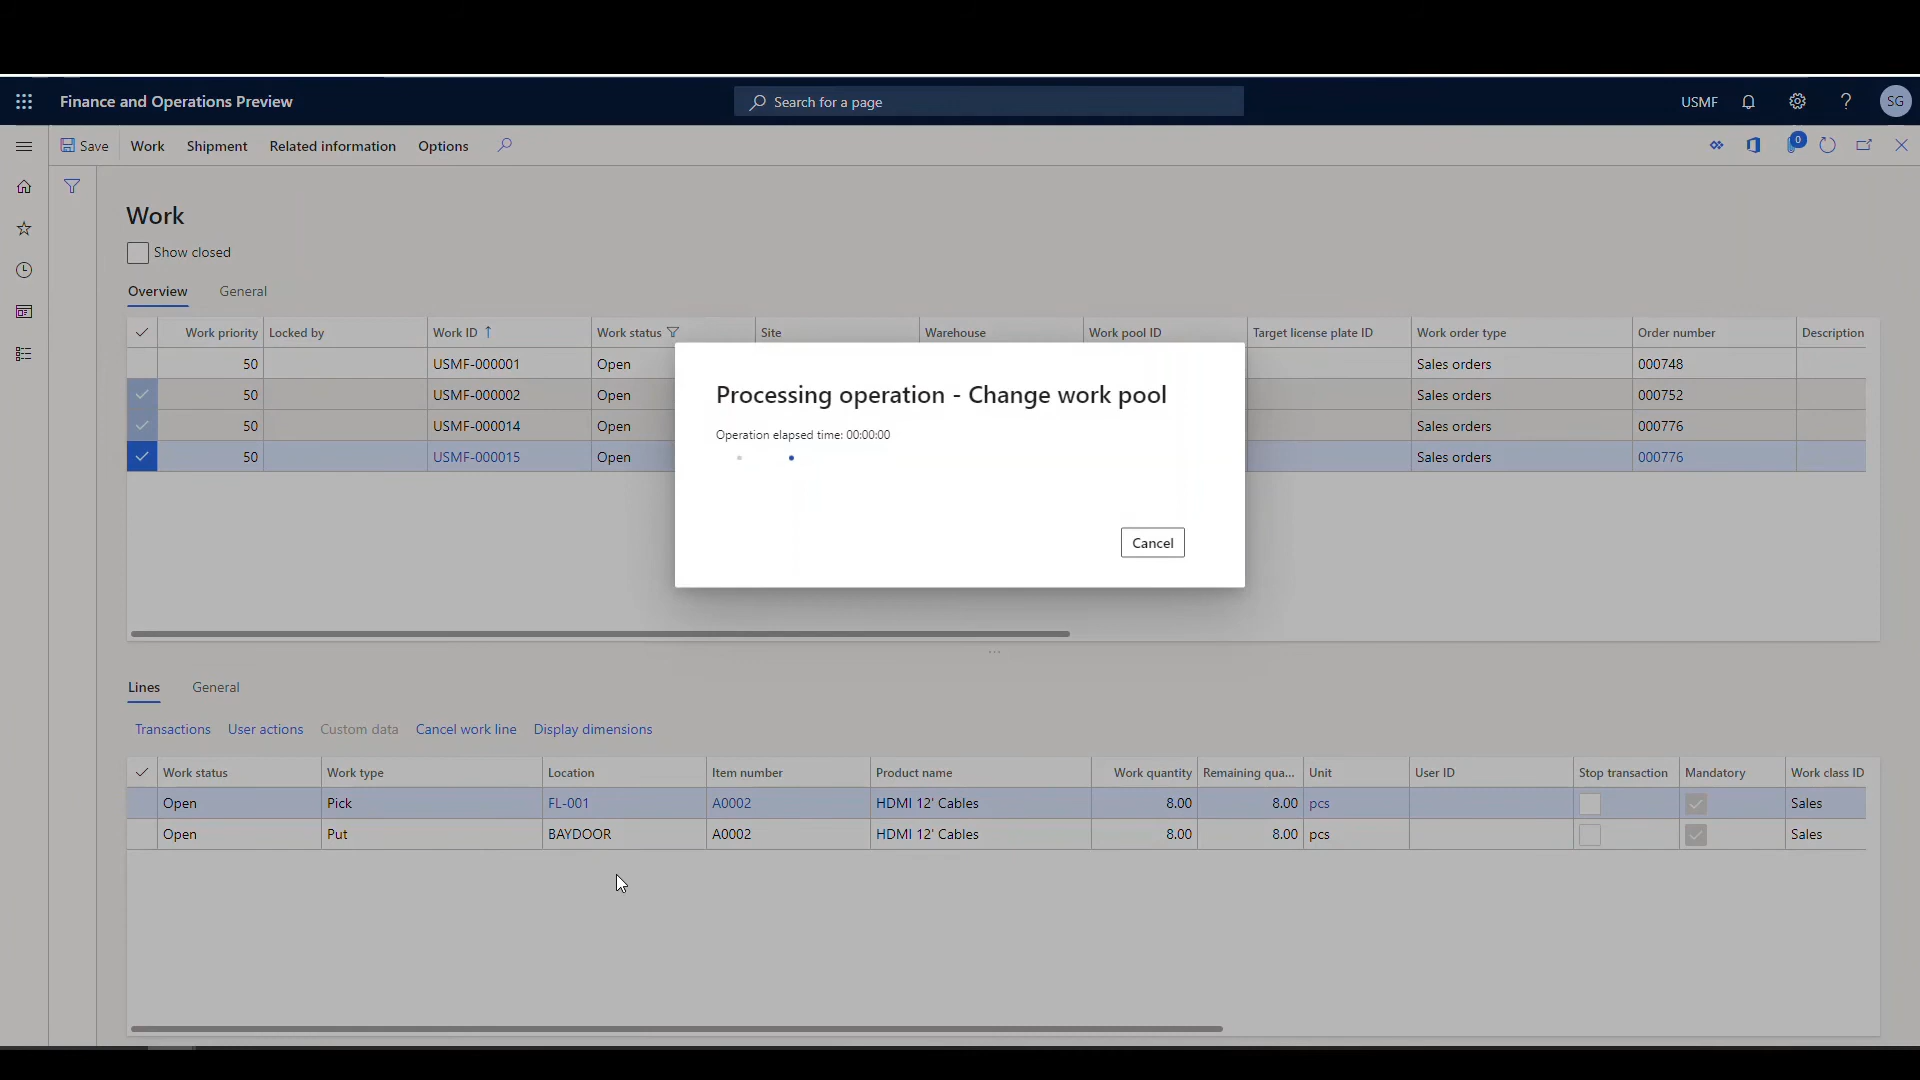 Finance and Operations Preview
Search for a page
USMF
?
SG
Save Work Shipment Related information Options
0
Work
Show closed
Overview General
Work priority Locked by Work ID ↑ Work status Site Warehouse Work pool ID Target license plate ID Work order type Order number Description
50 USMF-000001 Open Sales orders 000748
50 USMF-000002 Open Sales orders 000752
50 USMF-000014 Open Sales orders 000776
50 USMF-000015 Open Sales orders 000776
Processing operation - Change work pool
Operation elapsed time: 00:00:00
Cancel
Lines General
Transactions User actions Custom data Cancel work line Display dimensions
Work status Work type Location Item number Product name Work quantity Remaining qua... Unit User ID Stop transaction Mandatory Work class ID
Open Pick FL-001 A0002 HDMI 12' Cables 8.00 8.00 pcs Sales
Open Put BAYDOOR A0002 HDMI 12' Cables 8.00 8.00 pcs Sales